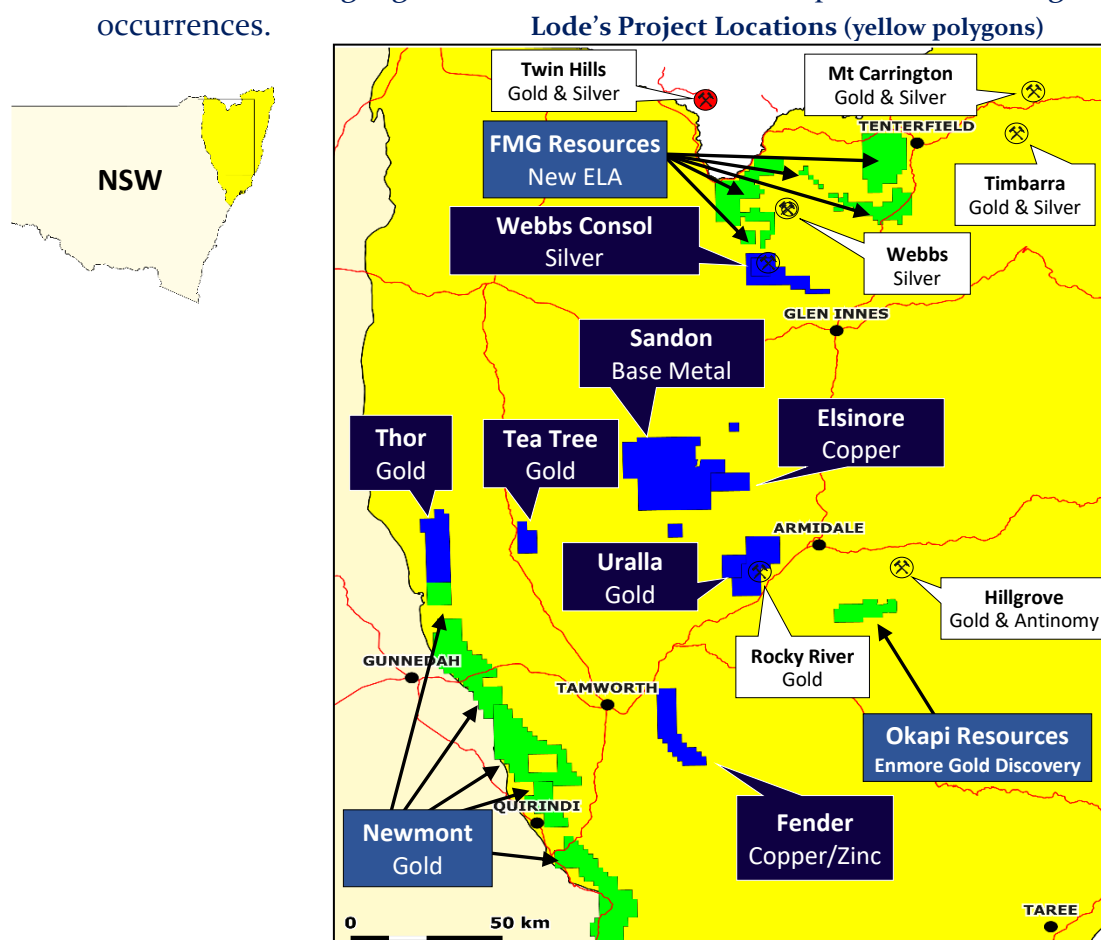 occurrences.
Lode's Project Locations (yellow polygons)
NSW
Twin Hills
Gold & Silver
Mt Carrington
Gold & Silver
TENTERFIELD
FMG Resources
New ELA
Timbarra
Gold & Silver
Webbs Consol
Silver
Webbs
Silver
GLEN INNES
Sandon
Base Metal
Thor
Gold
Tea Tree
Gold
Elsinore
Copper
ARMIDALE
Uralla
Gold
Hillgrove
Gold & Antinomy
Rocky River
Gold
GUNNEDAH
TAMWORTH
Okapi Resources
Enmore Gold Discovery
QUIRINDI
Newmont
Gold
Fender
Copper/Zinc
0 50 km
TAREE